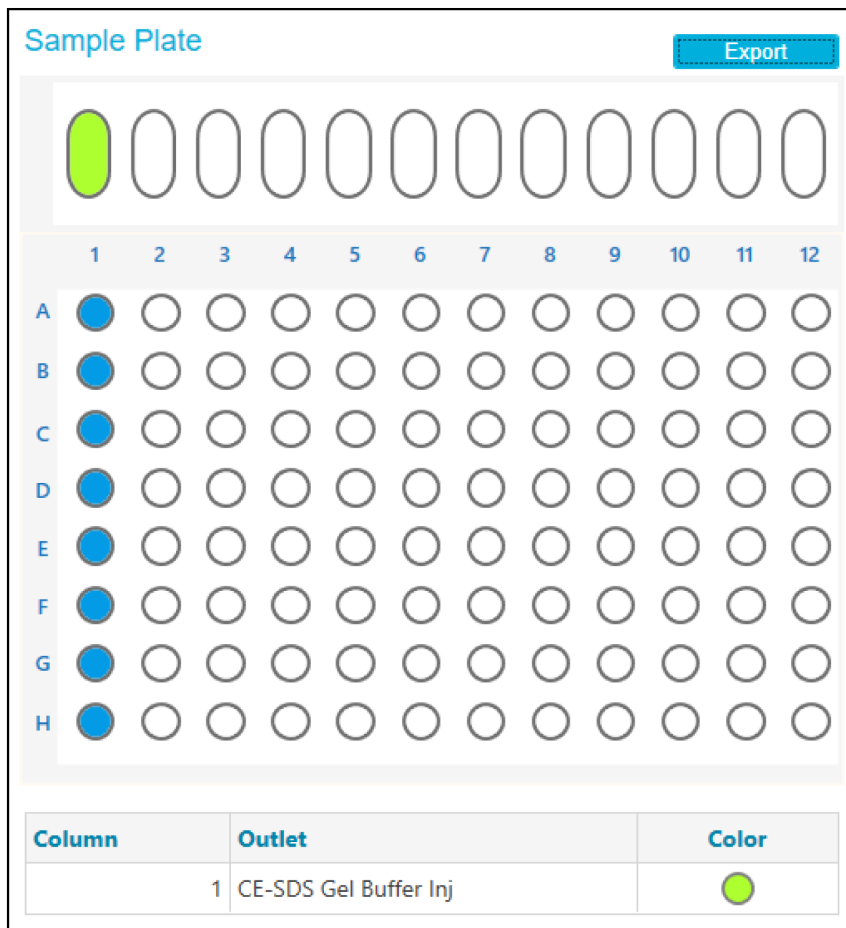 Sample Plate
Export
1 2 3 4 5 6 7 8 9 10 11 12
A
B
C
D
E
F
G
H
Column Outlet Color
1 CE-SDS Gel Buffer Inj